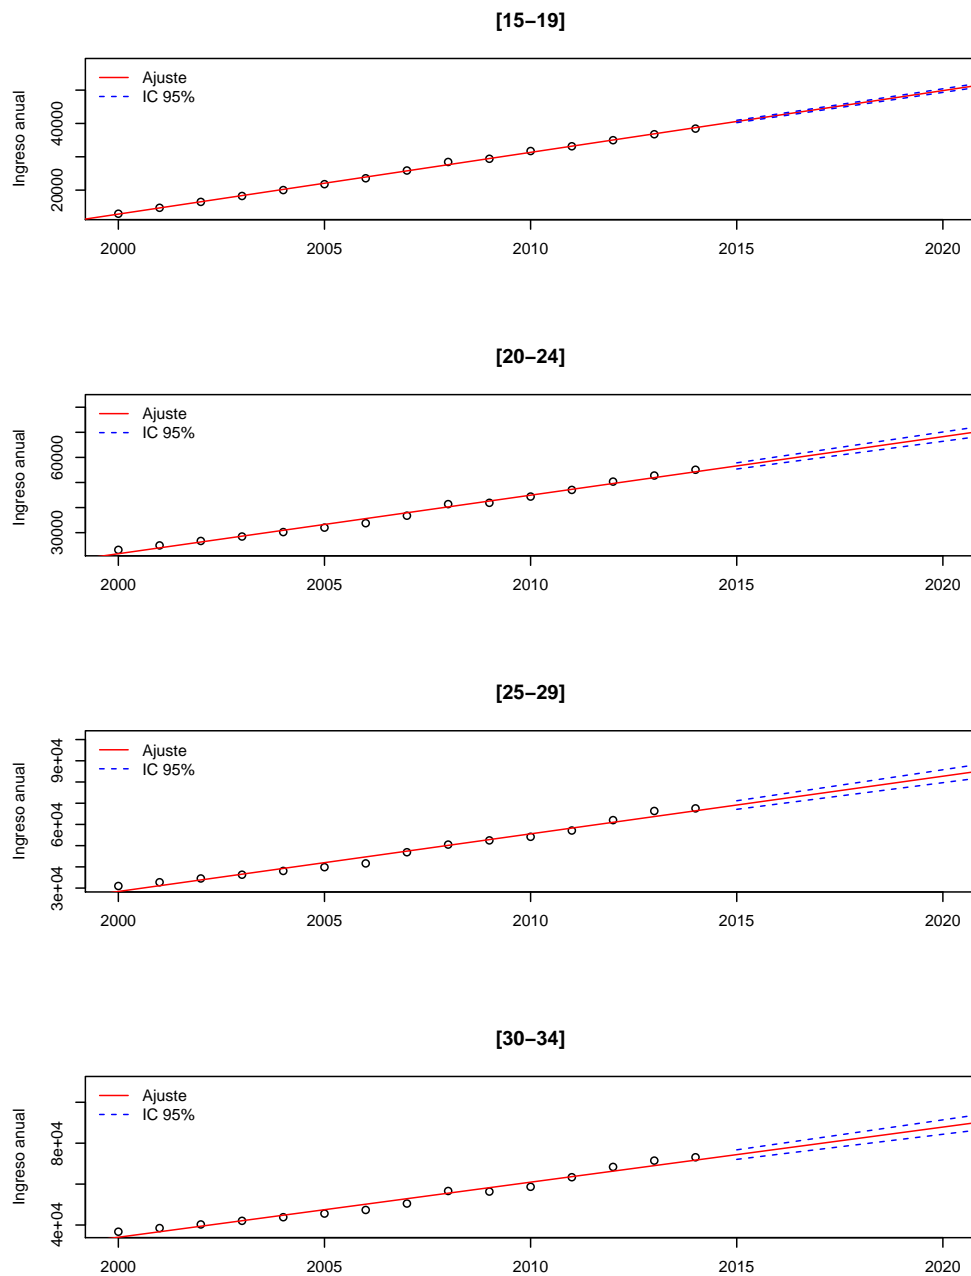 [15−19]
Ajuste
IC 95%
Ingreso anual
40000
20000
2000 2005 2010 2015 2020
[20−24]
Ajuste
IC 95%
Ingreso anual
60000
30000
2000 2005 2010 2015 2020
[25−29]
Ajuste
IC 95%
Ingreso anual
9e+04
6e+04
3e+04
2000 2005 2010 2015 2020
[30−34]
Ajuste
IC 95%
Ingreso anual
8e+04
4e+04
2000 2005 2010 2015 2020